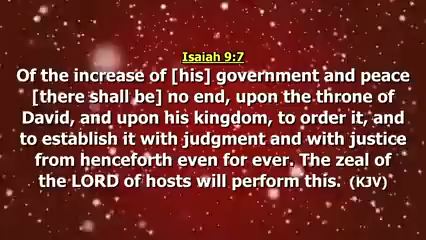 Isaiah 9:7
Of the increase of [his] government and peace
[there shall be] no end, upon the throne of
David, and upon his kingdom, to order it, and
to establish it with judgment and with justice
from henceforth even for ever. The zeal of
the LORD of hosts will perform this. (KJV)